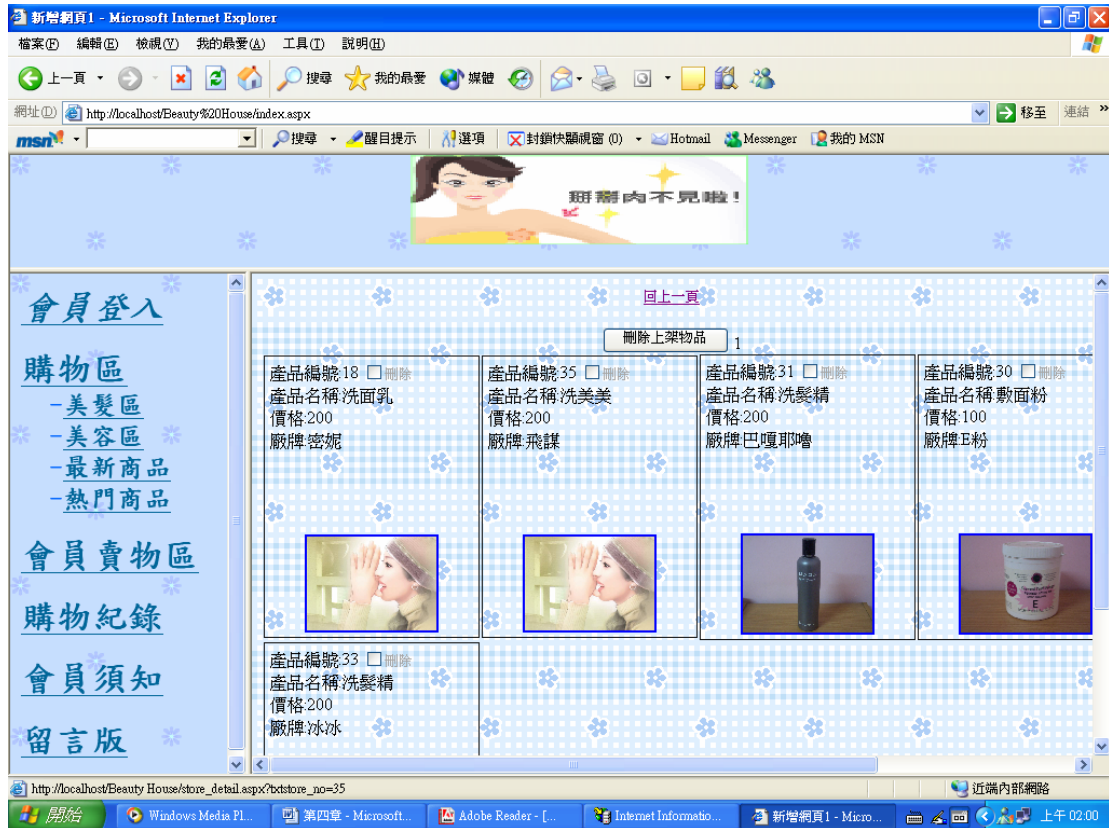 新增網頁1 - Microsoft Internet Explorer
檔案(F) 編輯(E) 檢視(V) 我的最愛(A) 工具(T) 說明(H)
上一頁 搜尋 我的最愛 媒體
網址(D) http://localhost/Beauty%20House/index.aspx 移至 連結 »
msn 搜尋 醒目提示 選項 封鎖快顯視窗 (0) Hotmail Messenger 我的 MSN
掰掰肉不見啦!
會員登入
購物區
-美髮區
-美容區
-最新商品
-熱門商品
會員賣物區
購物紀錄
會員須知
留言版
回上一頁
刪除上架物品 1
產品編號:18 刪除
產品名稱:洗面乳
價格:200
廠牌:密妮
產品編號:35 刪除
產品名稱:洗美美
價格:200
廠牌:飛謀
產品編號:31 刪除
產品名稱:洗髮精
價格:200
廠牌:巴嘎耶嚕
產品編號:30 刪除
產品名稱:敷面粉
價格:100
廠牌:E粉
E
產品編號:33 刪除
產品名稱:洗髮精
價格:200
廠牌:冰冰
http://localhost/Beauty House/store_detail.aspx?txtstore_no=35 近端內部網路
開始 Windows Media Pl... 第四章 - Microsoft... Adobe Reader - [... Internet Informatio... 新增網頁1 - Micro... 上午 02:00